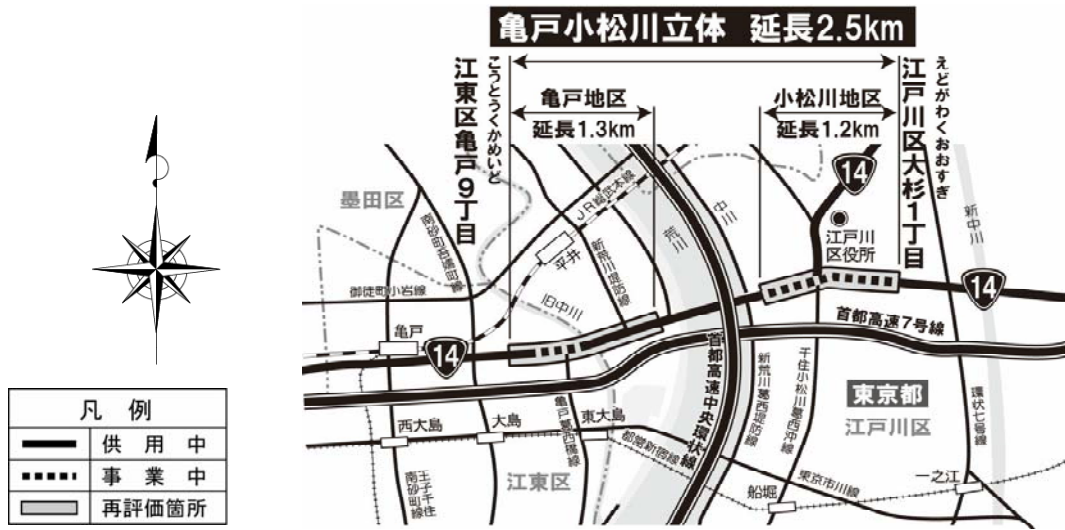 亀戸小松川立体 延長2.5km
こうとうくかめいど
江東区亀戸9丁目
亀戸地区
延長1.3km
小松川地区
延長1.2km
えどがわくおおすぎ
江戸川区大杉1丁目
14
墨田区
JR総武本線
平井
新荒川堤防線
荒川
中川
江戸川
区役所
新中川
御徒町小岩線
旧中川
亀戸
14
14
首都高速7号線
首都高速中央環状線
新荒川葛西堤防線
千住小松川葛西沖線
東京都
江戸川区
環状七号線
西大島
大島
亀戸葛西橋線
東大島
都営新宿線
江東区
王子千住
南砂町線
船堀
東京市川線
一之江
凡例
供用中
事業中
再評価箇所